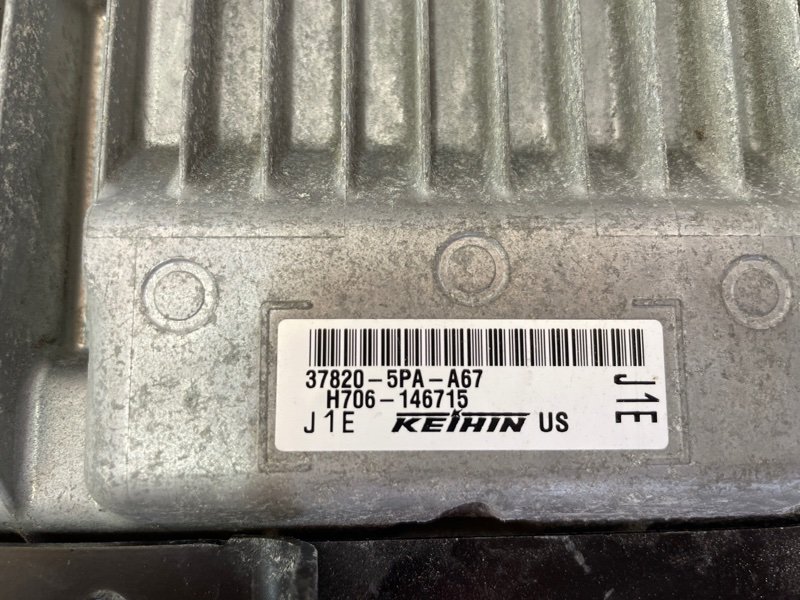 37820-5PA-A67
H706-146715
J1E KEIHIN US
J1E